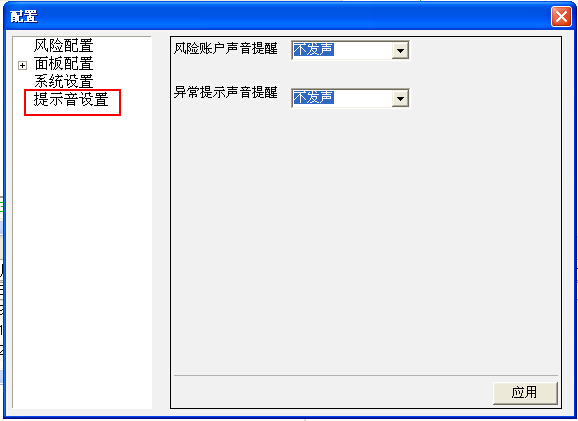 配置
风险配置
面板配置
系统设置
提示音设置
风险账户声音提醒 不发声
异常提示声音提醒 不发声
应用